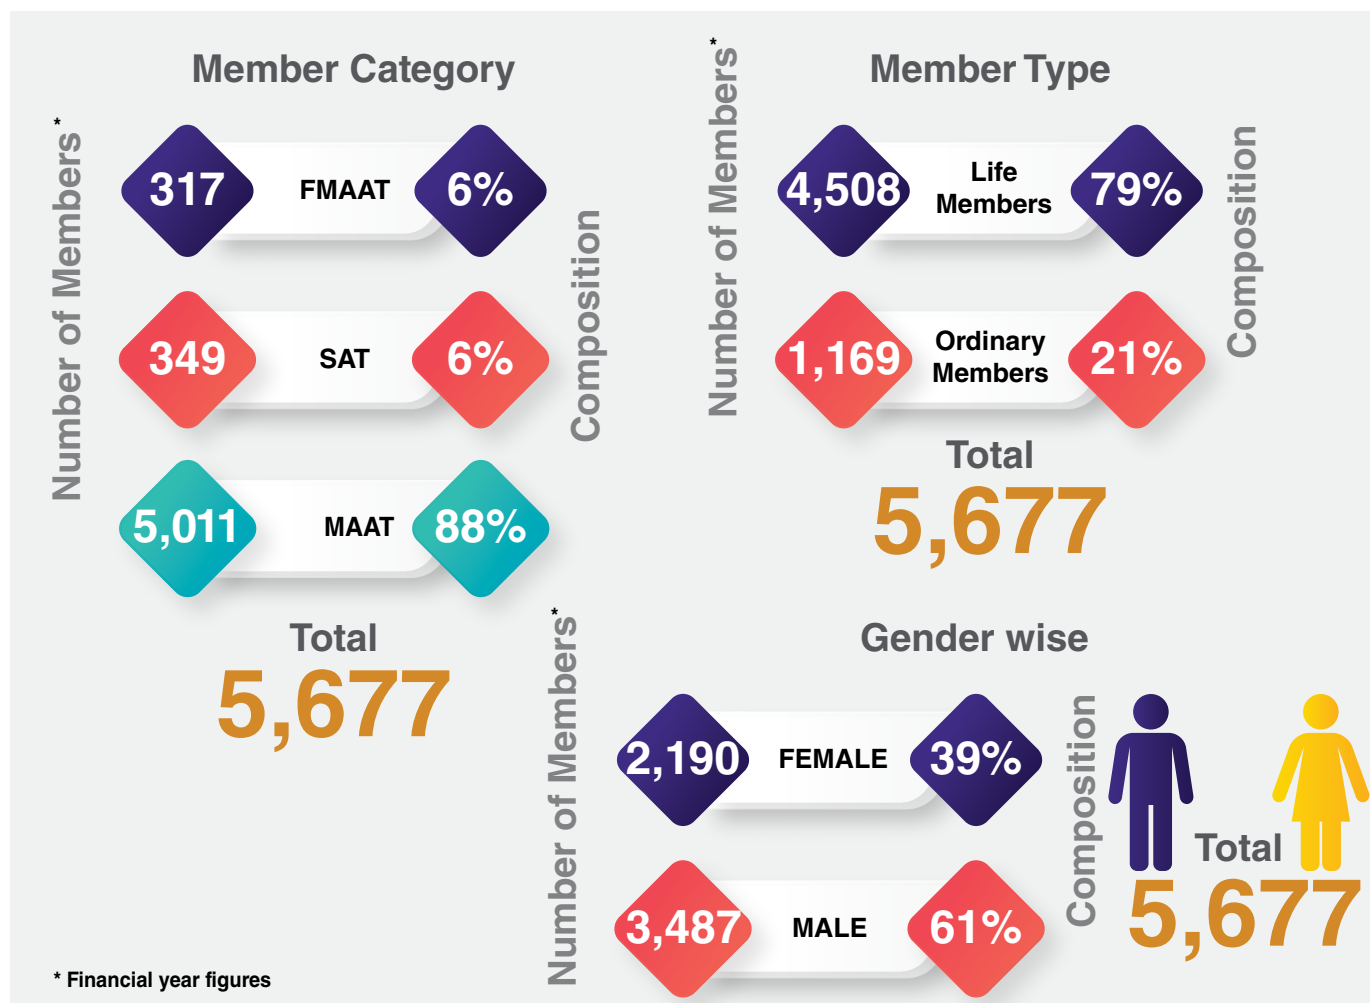 Member Category
Number of Members*
317 FMAAT 6%
349 SAT 6%
5,011 MAAT 88%
Composition
Total
5,677
Member Type
Number of Members*
4,508 Life Members 79%
1,169 Ordinary Members 21%
Composition
Total
5,677
Gender wise
Number of Members*
2,190 FEMALE 39%
3,487 MALE 61%
Composition
Total
5,677
* Financial year figures